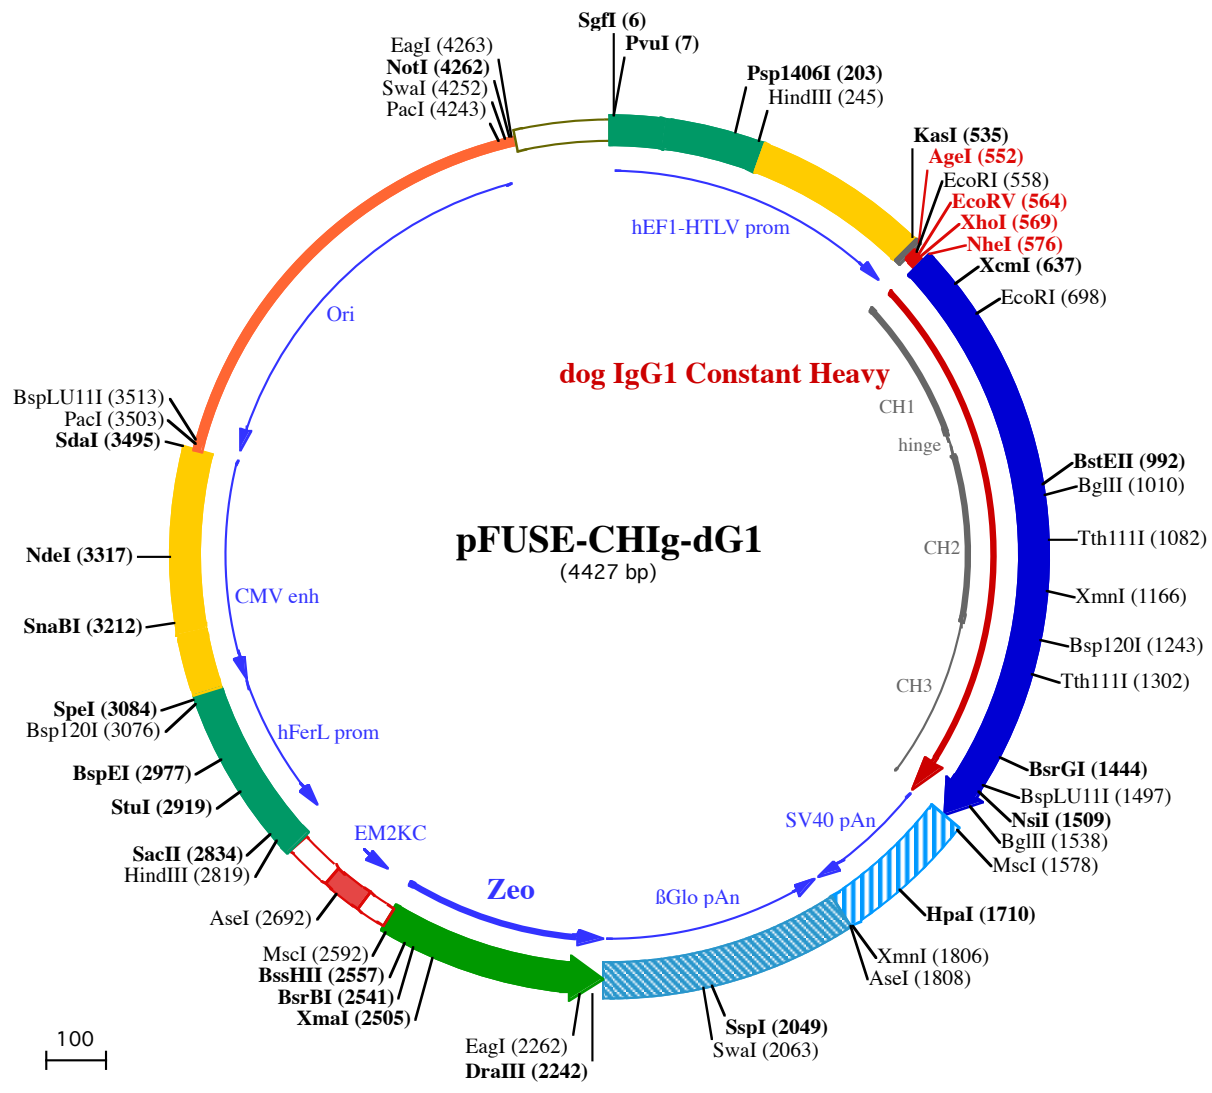 SgfI (6)
PvuI (7)
EagI (4263)
NotI (4262)
SwaI (4252)
PacI (4243)
Psp1406I (203)
HindIII (245)
KasI (535)
AgeI (552)
EcoRI (558)
EcoRV (564)
XhoI (569)
NheI (576)
XcmI (637)
EcoRI (698)
hEF1-HTLV prom
Ori
dog IgG1 Constant Heavy
CH1
hinge
BspLU11I (3513)
PacI (3503)
SdaI (3495)
BstEII (992)
BglII (1010)
Tth111I (1082)
pFUSE-CHIg-dG1
(4427 bp)
CH2
NdeI (3317)
CMV enh
XmnI (1166)
SnaBI (3212)
Bsp120I (1243)
Tth111I (1302)
CH3
SpeI (3084)
Bsp120I (3076)
hFerL prom
BspEI (2977)
StuI (2919)
BsrGI (1444)
BspLU11I (1497)
NsiI (1509)
BglII (1538)
MscI (1578)
SV40 pAn
EM2KC
SacII (2834)
HindIII (2819)
Zeo
ßGlo pAn
AseI (2692)
HpaI (1710)
MscI (2592)
BssHII (2557)
BsrBI (2541)
XmaI (2505)
XmnI (1806)
AseI (1808)
SspI (2049)
SwaI (2063)
EagI (2262)
DraIII (2242)
100